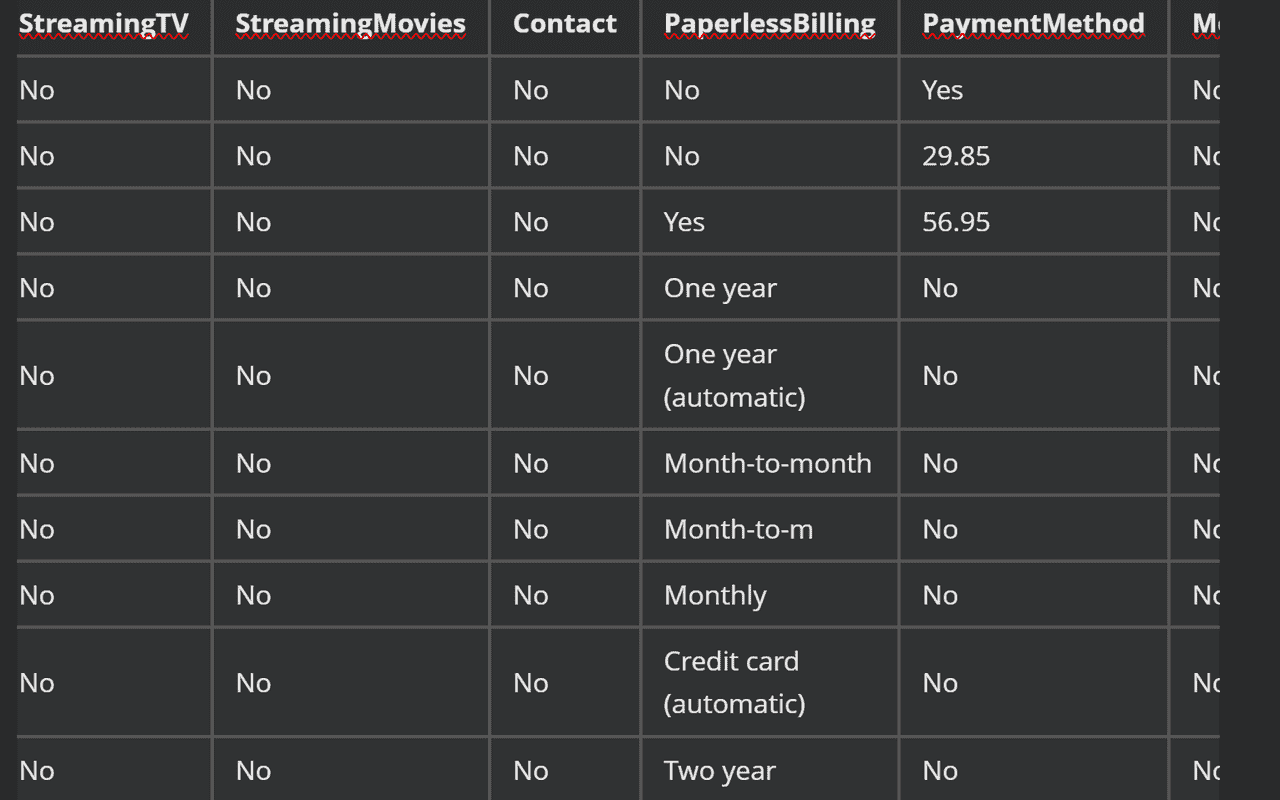 StreamingTV StreamingMovies Contact PaperlessBilling PaymentMethod
No No No No Yes
No No No No 29.85
No No No Yes 56.95
No No No One year No
No No No One year (automatic) No
No No No Month-to-month No
No No No Month-to-m No
No No No Monthly No
No No No Credit card (automatic) No
No No No Two year No